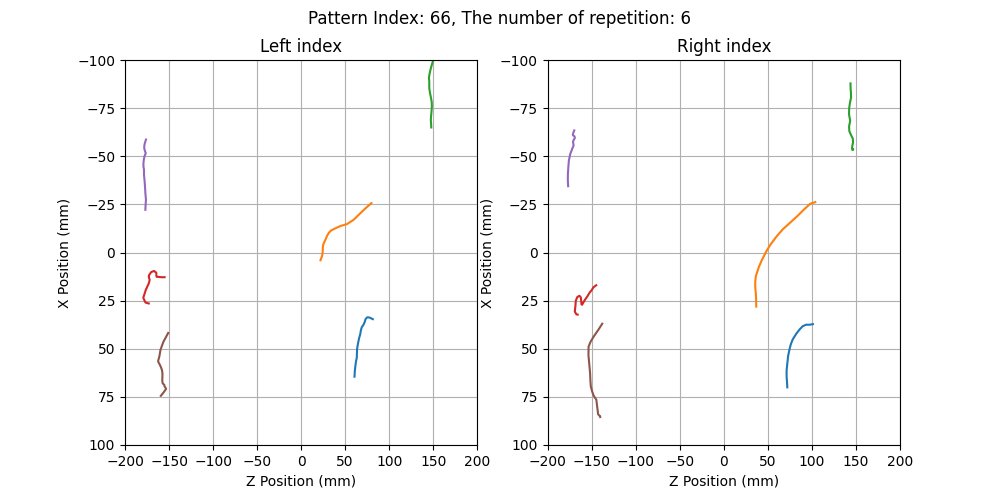 Pattern Index: 66, The number of repetition: 6
Left index
Right index
−100
−75
−50
−25
0
25
50
75
100
−200 −150 −100 −50 0 50 100 150 200
X Position (mm)
Z Position (mm)
−100
−75
−50
−25
0
25
50
75
100
−200 −150 −100 −50 0 50 100 150 200
X Position (mm)
Z Position (mm)